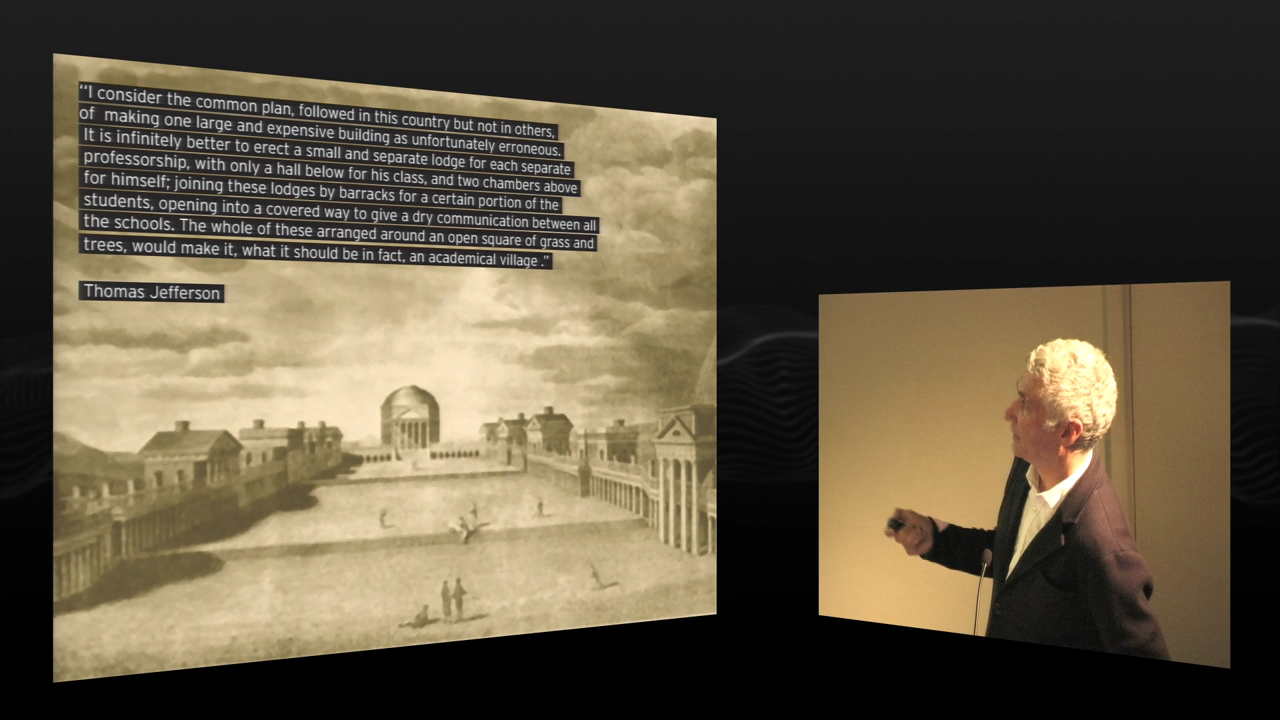 “I consider the common plan, followed in this country but not in others,
of making one large and expensive building as unfortunately erroneous.
It is infinitely better to erect a small and separate lodge for each separate
professorship, with only a hall below for his class, and two chambers above
for himself; joining these lodges by barracks for a certain portion of the
students, opening into a covered way to give a dry communication between all
the schools. The whole of these arranged around an open square of grass and
trees, would make it, what it should be in fact, an academical village .”
Thomas Jefferson